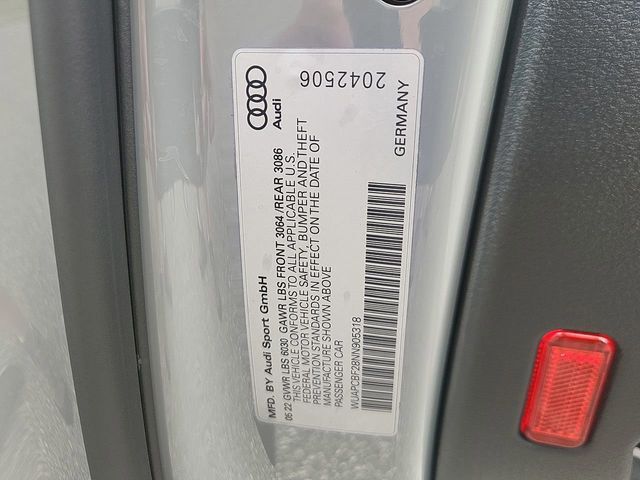 Audi
2042506
MFD. BY Audi Sport GmbH
05 22 GVWR LBS 6030 GAWR LBS FRONT 3064/REAR 3086
THIS VEHICLE CONFORMS TO ALL APPLICABLE U.S.
FEDERAL MOTOR VEHICLE SAFETY, BUMPER AND THEFT
PREVENTION STANDARDS IN EFFECT ON THE DATE OF
MANUFACTURE SHOWN ABOVE
PASSENGER CAR
WUAPCBF28NN905318
GERMANY